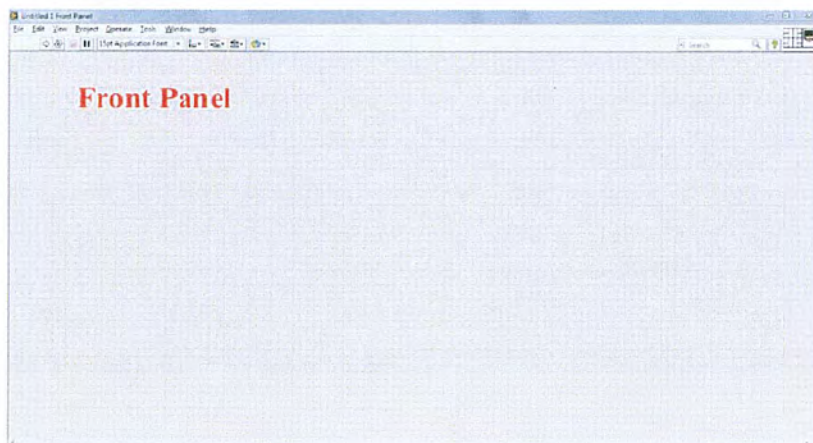 Untitled 1 Front Panel
File Edit View Project Operate Tools Window Help
15pt Application Font
Search
Front Panel